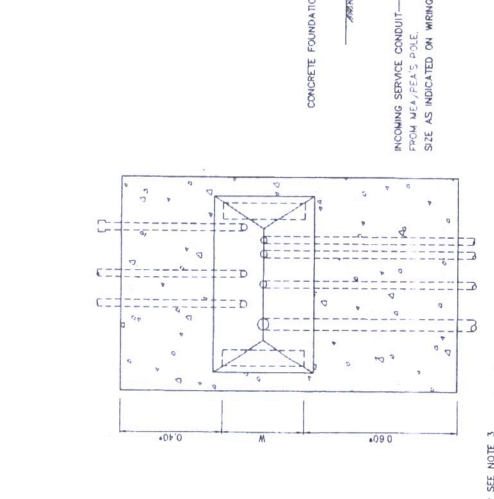 CONCRETE FOUNDATIO
INCOMING SERVICE CONDUIT
FROM MEA/PEA'S POLE.
SIZE AS INDICATED ON WIRING
0.40*
W
0.60*
SEE NOTE 3